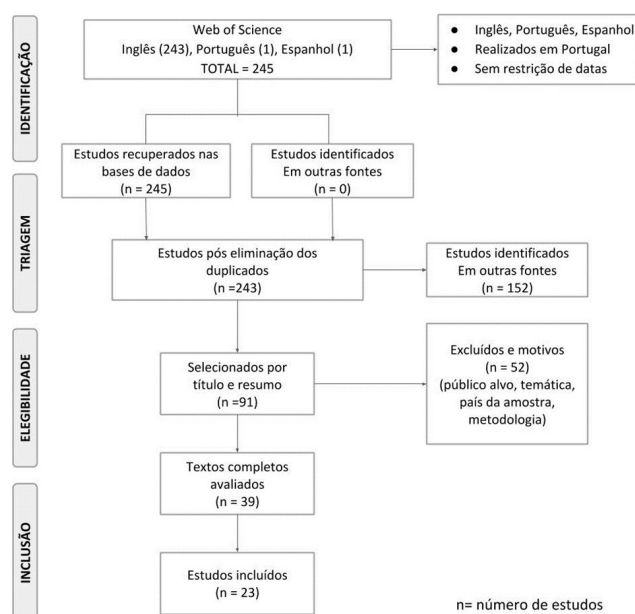 IDENTIFICAÇÃO
Web of Science
Inglês (243), Português (1), Espanhol (1)
TOTAL = 245
● Inglês, Português, Espanhol
● Realizados em Portugal
● Sem restrição de datas
Estudos recuperados nas
bases de dados
(n = 245)
Estudos identificados
Em outras fontes
(n = 0)
TRIAGEM
Estudos pós eliminação dos
duplicados
(n =243)
Estudos identificados
Em outras fontes
(n = 152)
ELEGIBILIDADE
Selecionados por
título e resumo
(n =91)
Excluídos e motivos
(n = 52)
(público alvo, temática,
país da amostra,
metodologia)
Textos completos
avaliados
(n = 39)
INCLUSÃO
Estudos incluídos
(n = 23)
n= número de estudos